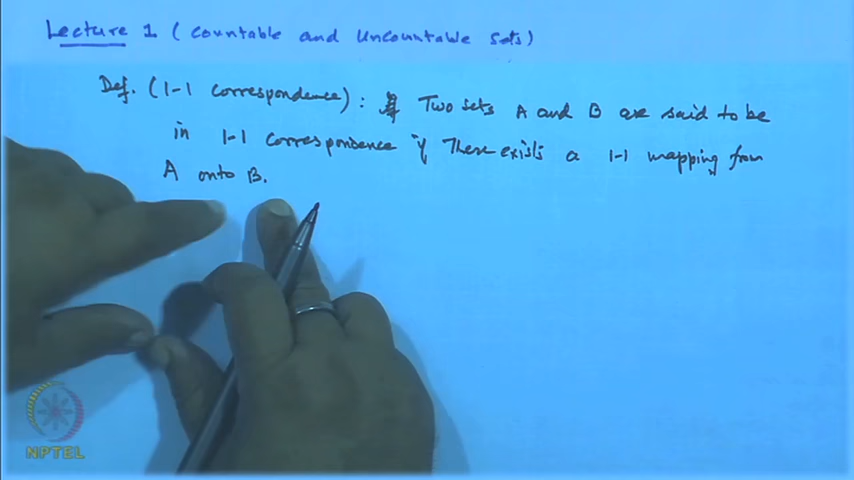 Lecture 1 (Countable and Uncountable sets)
Def. (1-1 correspondence): Two sets A and B are said to be
in 1-1 correspondence if There exists a 1-1 mapping from
A onto B.
NPTEL